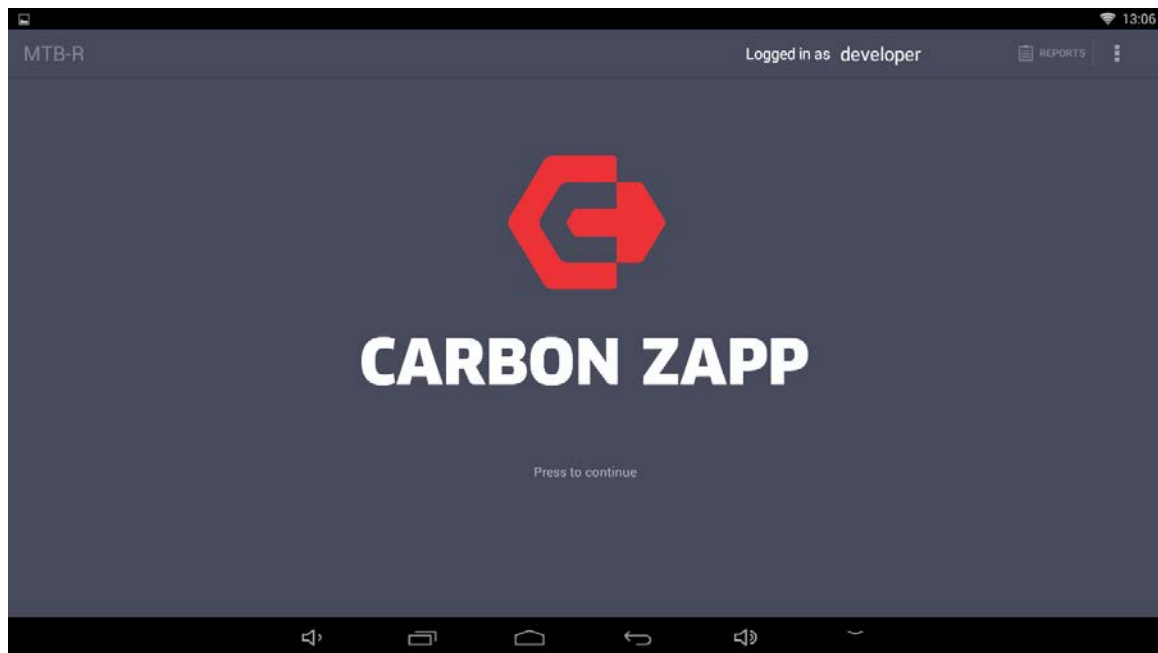 13:06
MTB-R
Logged in as developer
REPORTS
CARBON ZAPP
Press to continue